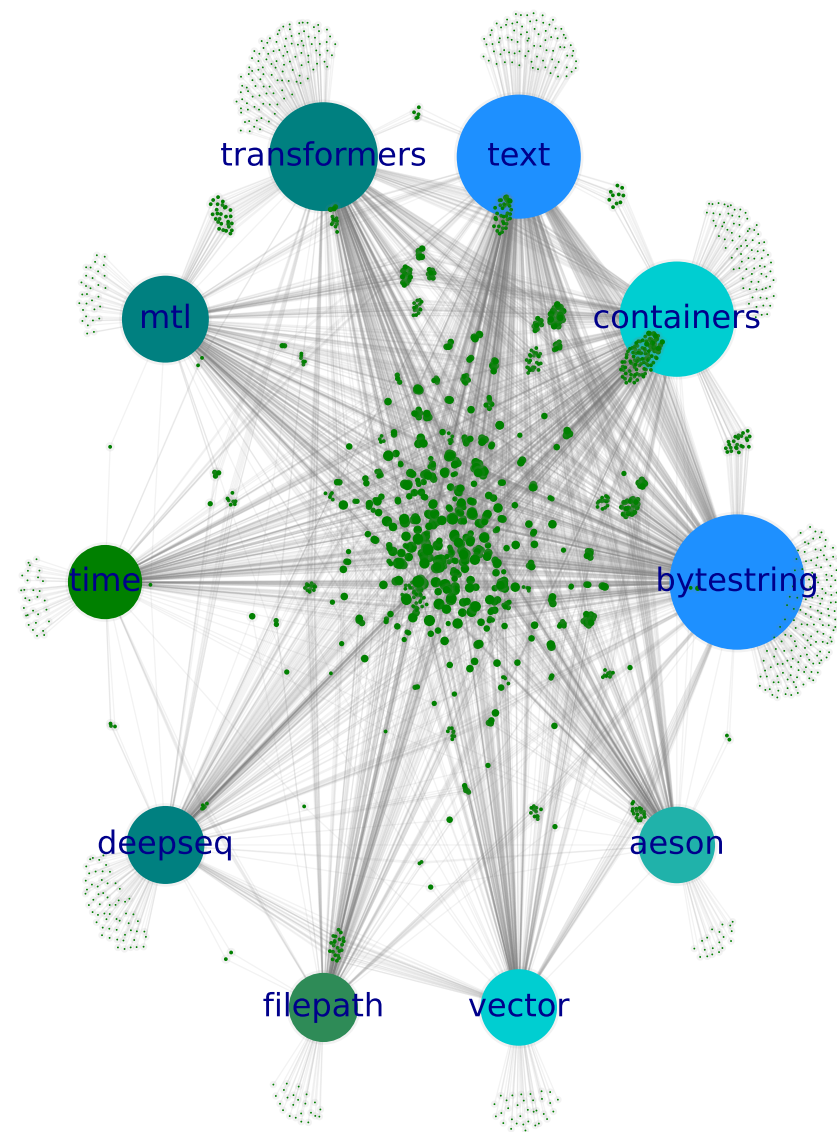 transformers
text
mtl
containers
time
bytestring
deepseq
aeson
filepath
vector